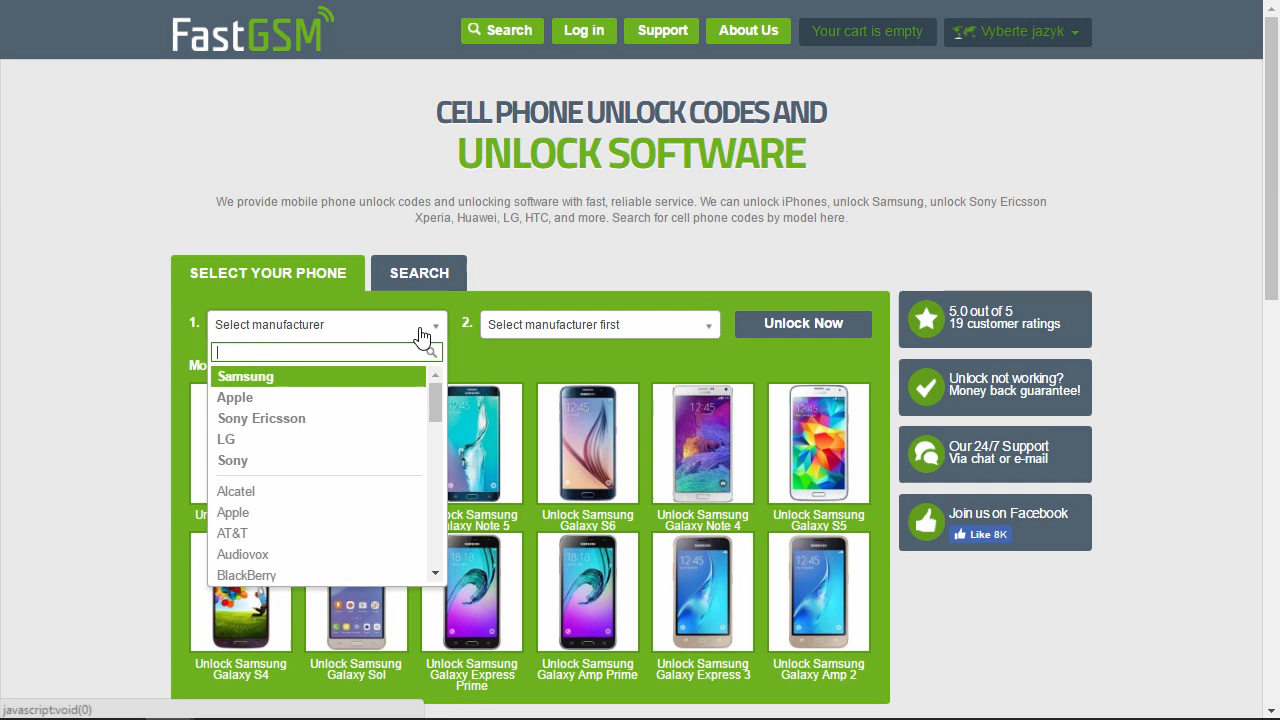 FastGSM
Search
Log in
Support
About Us
Your cart is empty
Vyberte jazyk
CELL PHONE UNLOCK CODES AND
UNLOCK SOFTWARE
We provide mobile phone unlock codes and unlocking software with fast, reliable service. We can unlock iPhones, unlock Samsung, unlock Sony Ericsson
Xperia, Huawei, LG, HTC, and more. Search for cell phone codes by model here.
SELECT YOUR PHONE
SEARCH
1.
Select manufacturer
2.
Select manufacturer first
Unlock Now
Samsung
Apple
Sony Ericsson
LG
Sony
Alcatel
Apple
AT&T
Audiovox
BlackBerry
Unlock Samsung
Galaxy S6
Unlock Samsung
Galaxy Note 4
Unlock Samsung
Galaxy S5
Unlock Samsung
Galaxy S4
Unlock Samsung
Galaxy Sol
Unlock Samsung
Galaxy Express
Prime
Unlock Samsung
Galaxy Amp Prime
Unlock Samsung
Galaxy Express 3
Unlock Samsung
Galaxy Amp 2
5.0 out of 5
19 customer ratings
Unlock not working?
Money back guarantee!
Our 24/7 Support
Via chat or e-mail
Join us on Facebook
Like 8K
javascript:void(0)